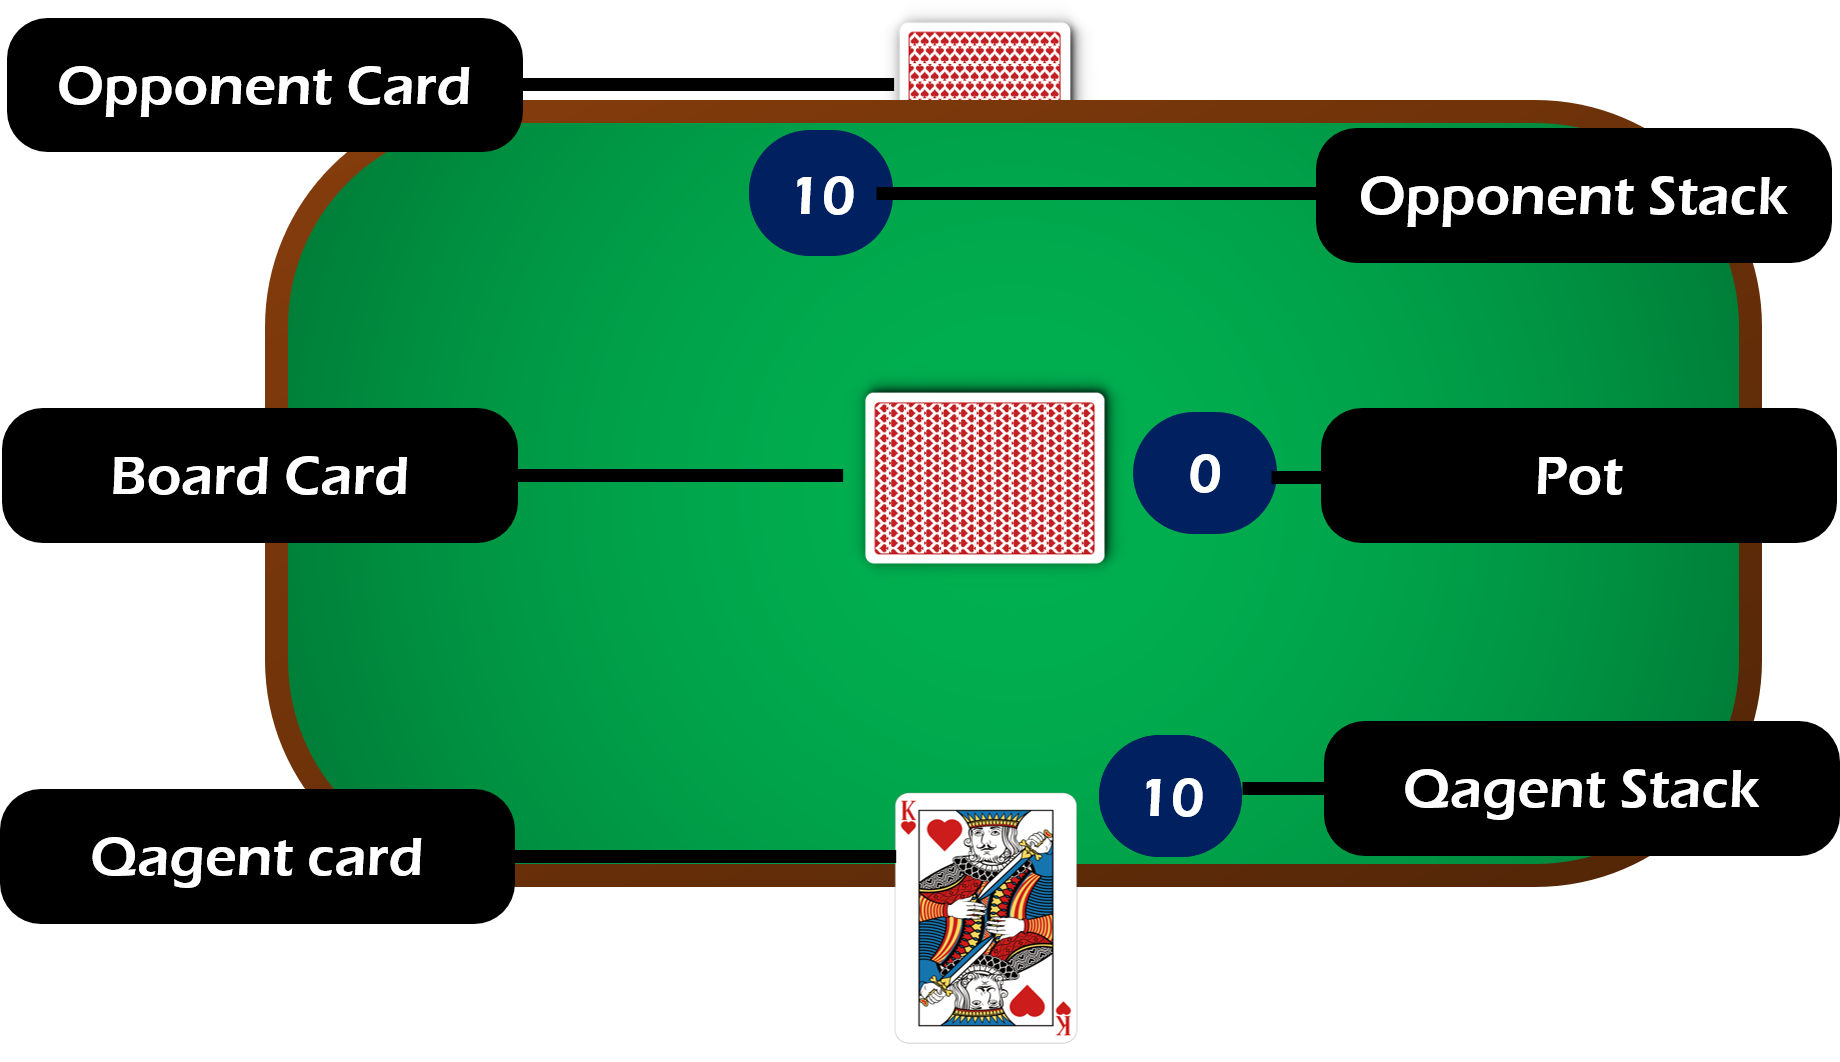 Opponent Card
10
Opponent Stack
Board Card
0
Pot
10
Qagent Stack
K
Qagent card
K